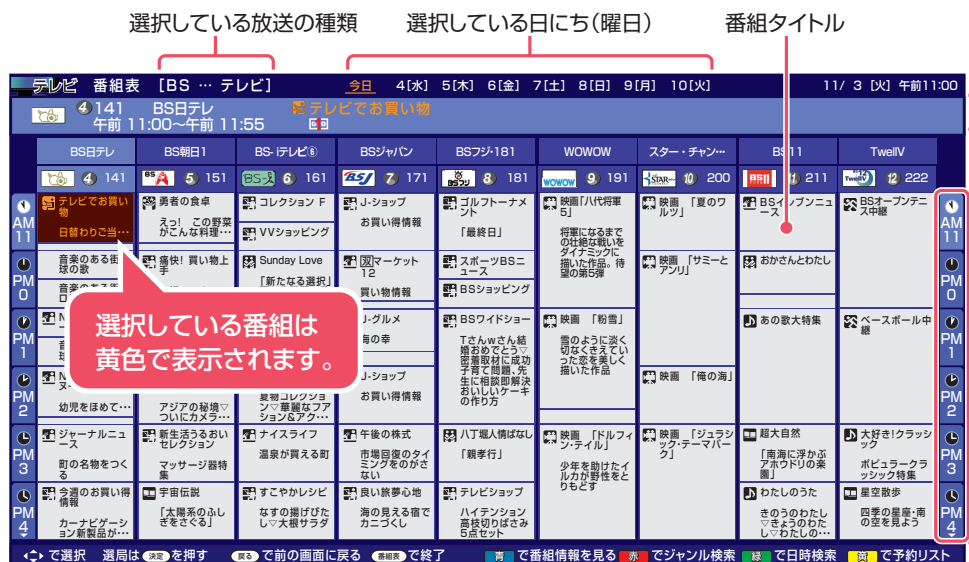 選択している放送の種類 選択している日にち(曜日) 番組タイトル
テレビ 番組表 [BS … テレビ] 今日 4[水] 5[木] 6[金] 7[土] 8[日] 9[月] 10[火] 11/ 3 [火] 午前11:00
4 141 BS日テレ テレビでお買い物
午前 11:00~午前 11:55
BS日テレ BS朝日1 BS-iテレビ⑥ BSジャパン BSフジ・181 WOWOW スター・チャン… BS11 TwellV
4 141 BS 5 151 BS-i 6 161 BSJ 7 171 BSフジ 8 181 WOWOW 9 191 STAR 10 200 BS11 11 211 TwellV 12 222
AM
11
PM
0
PM
1
PM
2
PM
3
PM
4
テレビでお買い
物
日替わりご当…
音楽のある街
球の歌
幼児をほめて…
ジャーナルニュ
ース
町の名物をつく
る
今週のお買い得
情報
カーナビゲーシ
ョン新製品が…
勇者の食卓
えっ! この野菜
がこんな料理…
痛快! 買い物上
手
アジアの秘境▽
ついにカメラ…
新生活うるおい
セレクション
マッサージ器特
集
宇宙伝説
「太陽系のふし
ぎをさぐる」
コレクション F
VVショッピング
Sunday Love
「新たなる選択」
夏物コレクショ
ン▽華麗なフア
ション&アク…
ナイスライフ
温泉が買える町
すこやかレシピ
なすの揚げびた
し▽大根サラダ
J-ショップ
お買い得情報
図マーケット
12
買い物情報
J-グルメ
海の幸
J-ショップ
お買い得情報
午後の株式
市場回復のタイ
ミングをのがさ
ない
良い旅夢心地
海の見える宿で
カニづくし
ゴルフトーナメ
ント
「最終日」
スポーツBSニ
ュース
BSショッピング
BSワイドショー
Tさんwさん結
婚おめでとう▽
密着取材に成功
子育て問題、先
生に相談即解決
おいしいケーキ
の作り方
八丁堀人情ばなし
「親孝行」
テレビショップ
ハイテンション
高枝切りばさみ
5点セット
映画「八代将軍
5」
将軍になるまで
の壮絶な戦いを
ダイナミックに
描いた作品。待
望の第5弾
映画 「粉雪」
雪のように淡く
切なくきえてい
った恋を美しく
描いた作品
映画 「ドルフィ
ン・テイル」
少年を助けたイ
ルカが野性をと
りもどす
映画 「夏のワ
ルツ」
映画 「サミーと
アンリ」
映画 「俺の海」
映画 「ジュラシ
ック・テーマパー
ク」
BSイブンニュ
ース
おかさんとわたし
あの歌大特集
超大自然
「南海に浮かぶ
アホウドリの楽
園」
わたしのうた
きのうのわたし
▽きょうのわた
し▽わたしの…
BSオープンテニ
ス中継
ベースボール中
継
大好き!クラッシ
ック
ポピュラークラ
ッシック特集
星空散歩
四季の星座・南
の空を見よう
AM
11
PM
0
PM
1
PM
2
PM
3
PM
4
選択している番組は
黄色で表示されます。
で選択 選局は 決定 を押す 戻る で前の画面に戻る 番組表 で終了 青 で番組情報を見る 赤 でジャンル検索 緑 で日時検索 黄 で予約リスト